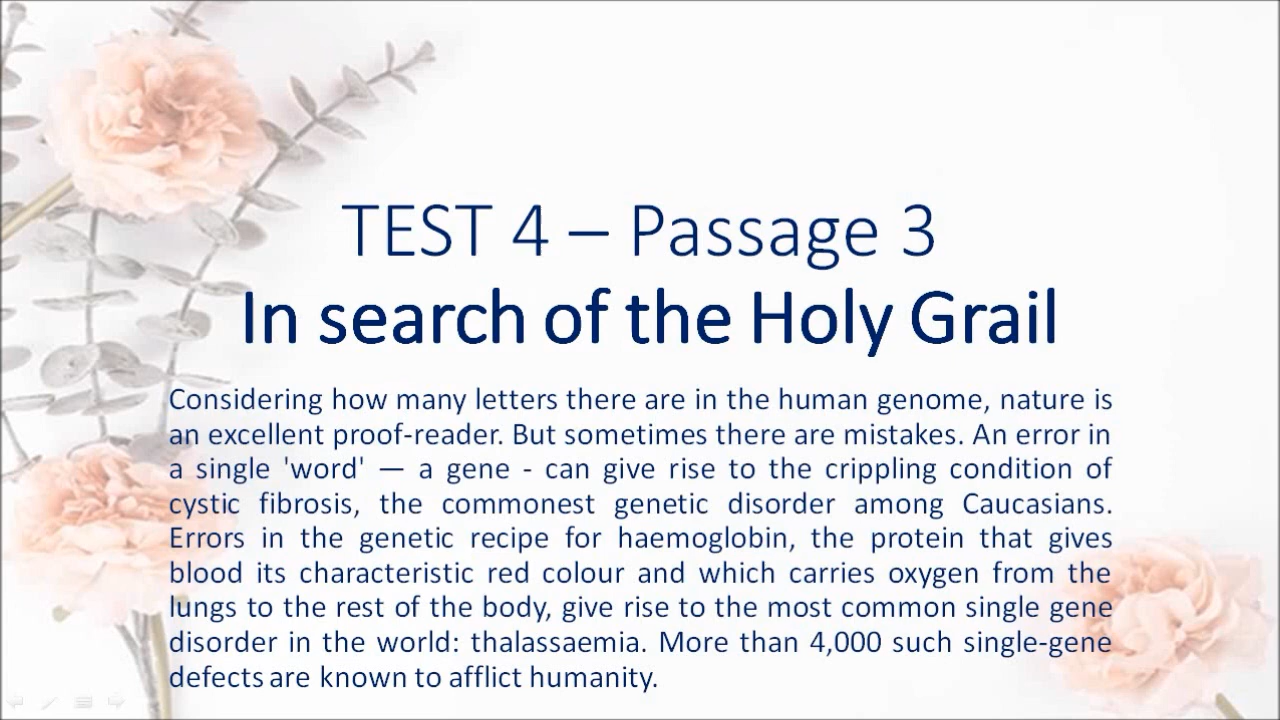 TEST 4 – Passage 3
In search of the Holy Grail
Considering how many letters there are in the human genome, nature is
an excellent proof-reader. But sometimes there are mistakes. An error in
a single 'word' — a gene - can give rise to the crippling condition of
cystic fibrosis, the commonest genetic disorder among Caucasians.
Errors in the genetic recipe for haemoglobin, the protein that gives
blood its characteristic red colour and which carries oxygen from the
lungs to the rest of the body, give rise to the most common single gene
disorder in the world: thalassaemia. More than 4,000 such single-gene
defects are known to afflict humanity.